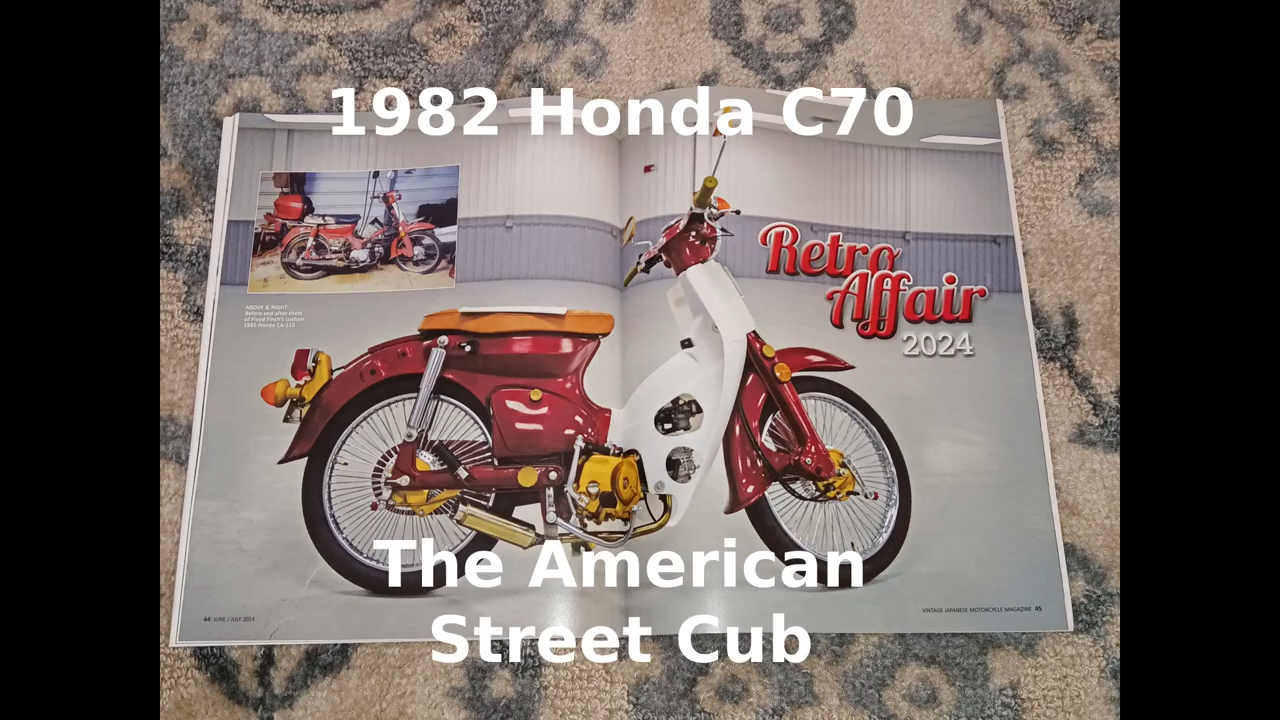 1982 Honda C70
Retro
Affair
2024
ABOVE & RIGHT:
Before and after shots
of Floyd Finch's custom
1965 Honda CA-110
The American
Street Cub
44 JUNE / JULY 2024
VINTAGE JAPANESE MOTORCYCLE MAGAZINE 45